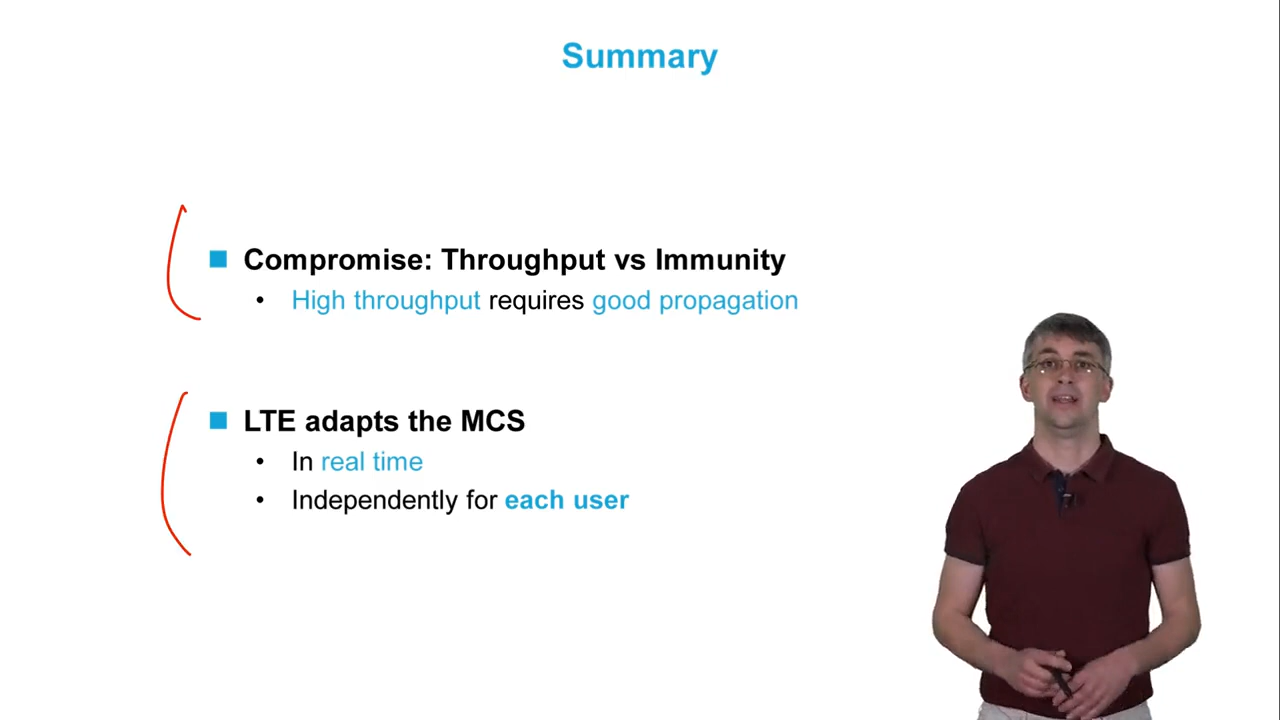 Summary
Compromise: Throughput vs Immunity
• High throughput requires good propagation
LTE adapts the MCS
• In real time
• Independently for each user